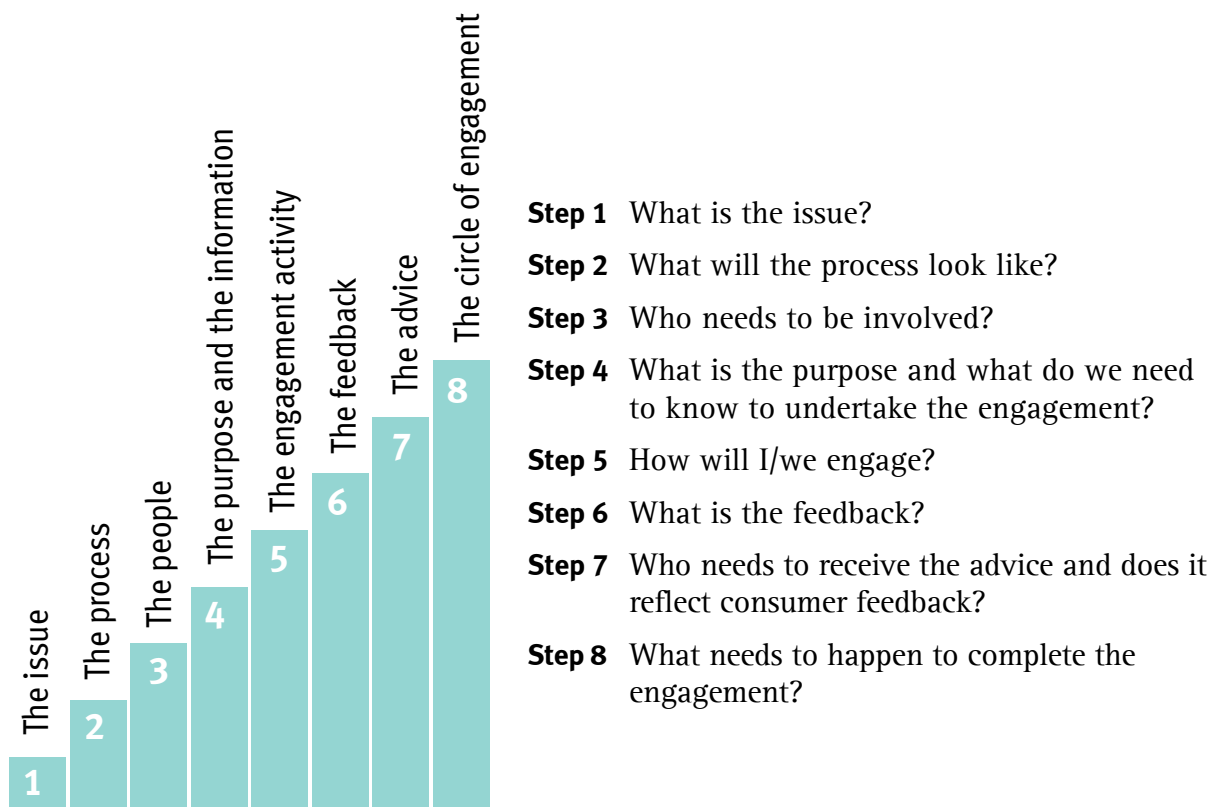 The issue
The process
The people
The purpose and the information
The engagement activity
The feedback
The advice
The circle of engagement
1
2
3
4
5
6
7
8
Step 1 What is the issue?
Step 2 What will the process look like?
Step 3 Who needs to be involved?
Step 4 What is the purpose and what do we need
to know to undertake the engagement?
Step 5 How will I/we engage?
Step 6 What is the feedback?
Step 7 Who needs to receive the advice and does it
reflect consumer feedback?
Step 8 What needs to happen to complete the
engagement?